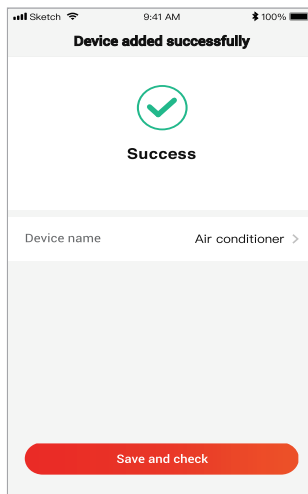 Sketch 9:41 AM 100%
Device added successfully
Success
Device name Air conditioner
Save and check